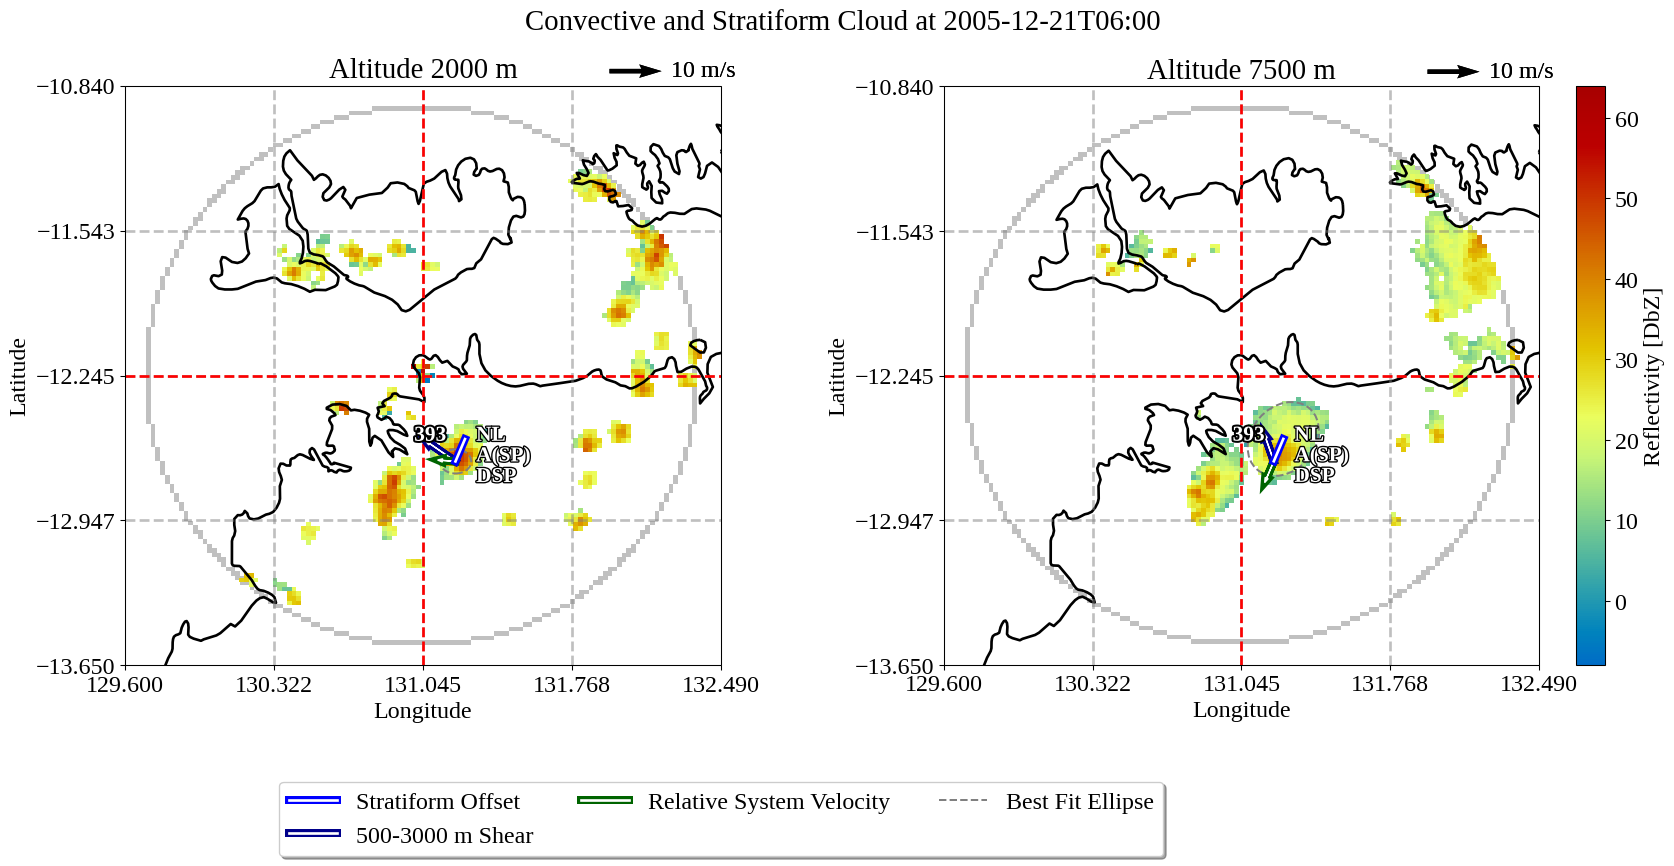 Convective and Stratiform Cloud at 2005-12-21T06:00
Altitude 2000 m
10 m/s
Altitude 7500 m
10 m/s
−10.840
−11.543
−12.245
−12.947
−13.650
Latitude
129.600
130.322
131.045
131.768
132.490
Longitude
393
NL
A(SP)
DSP
−10.840
−11.543
−12.245
−12.947
−13.650
Latitude
129.600
130.322
131.045
131.768
132.490
Longitude
393
NL
A(SP)
DSP
60
50
40
30
20
10
0
Reflectivity [DbZ]
Stratiform Offset
500-3000 m Shear
Relative System Velocity
Best Fit Ellipse